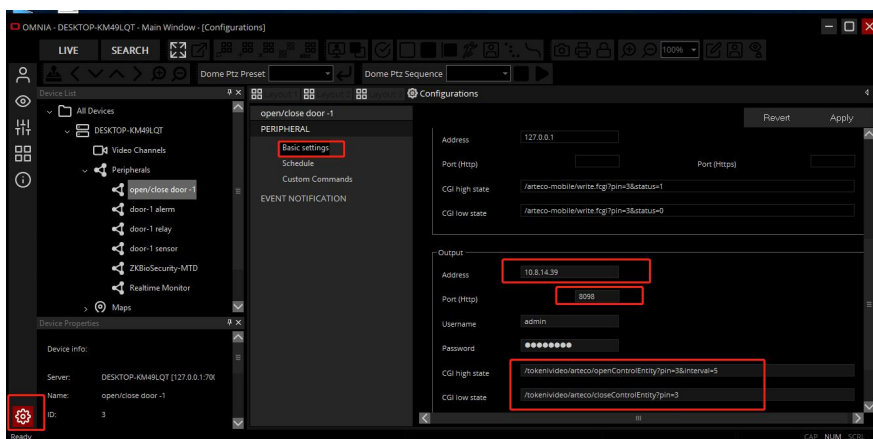 OMNIA - DESKTOP-KM49LQT - Main Window - [Configurations]
LIVE SEARCH 100%
Dome Ptz Preset Dome Ptz Sequence
Device List
Configurations
All Devices
DESKTOP-KM49LQT
Video Channels
Peripherals
open/close door -1
door-1 alerm
door-1 relay
door-1 sensor
ZKBioSecurity-MTD
Realtime Monitor
Maps
Device Properties
Device info:
Server: DESKTOP-KM49LQT [127.0.0.1:700
Name: open/close door -1
ID: 3
open/close door -1
PERIPHERAL
Basic settings
Schedule
Custom Commands
EVENT NOTIFICATION
Revert Apply
Address 127.0.0.1
Port (Http) Port (Https)
CGI high state /arteco-mobile/write.fcgi?pin=3&status=1
CGI low state /arteco-mobile/write.fcgi?pin=3&status=0
Output
Address 10.8.14.39
Port (Http) 8098
Username admin
Password
CGI high state /tokenivideo/arteco/openControlEntity?pin=3&interval=5
CGI low state /tokenivideo/arteco/closeControlEntity?pin=3
Ready CAP NUM SCRL